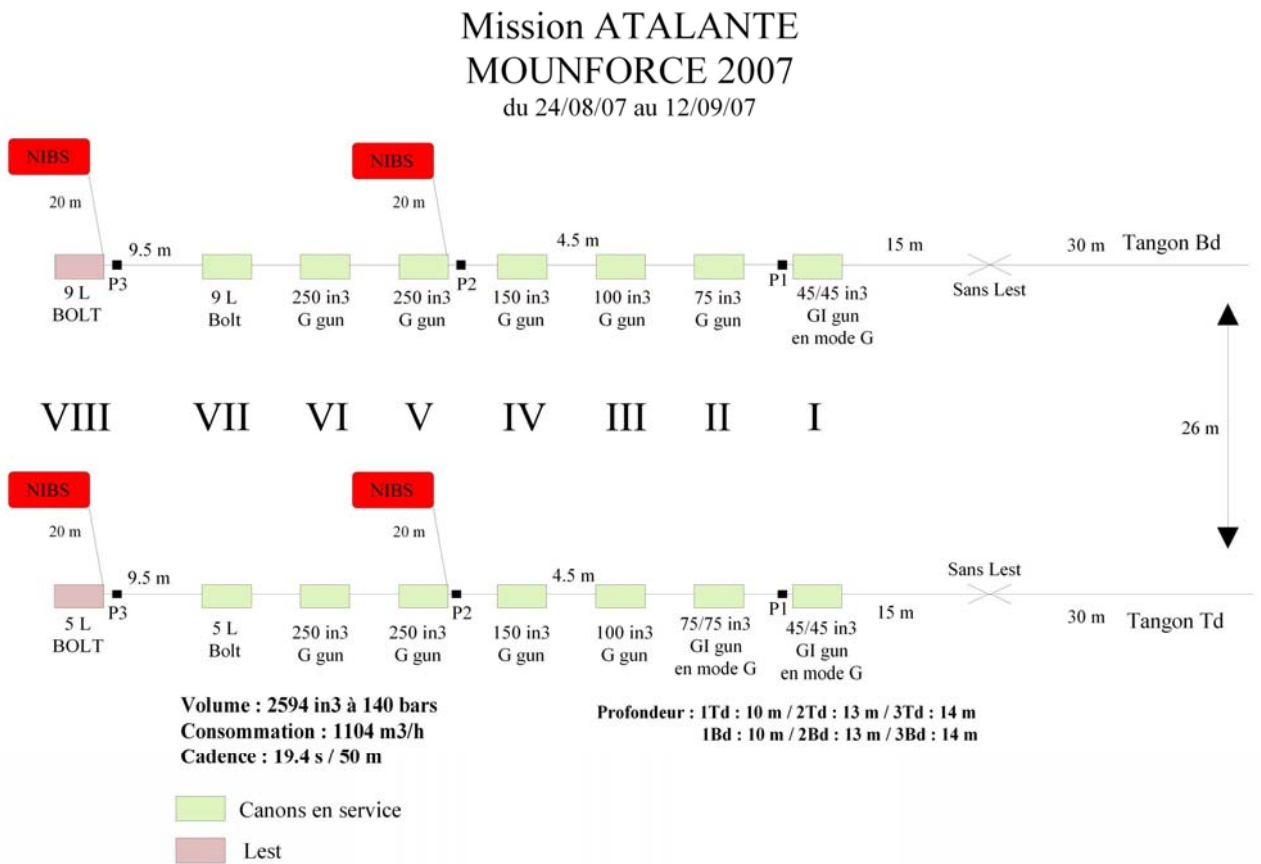 Mission ATALANTE
MOUNFORCE 2007
du 24/08/07 au 12/09/07
NIBS
NIBS
20 m
20 m
9.5 m
4.5 m
15 m
30 m
Tangon Bd
P3
P2
P1
Sans Lest
9 L
BOLT
9 L
Bolt
250 in3
G gun
250 in3
G gun
150 in3
G gun
100 in3
G gun
75 in3
G gun
45/45 in3
GI gun
en mode G
VIII
VII
VI
V
IV
III
II
I
26 m
NIBS
NIBS
20 m
20 m
Sans Lest
9.5 m
4.5 m
P3
P2
P1
15 m
30 m
Tangon Td
5 L
BOLT
5 L
Bolt
250 in3
G gun
250 in3
G gun
150 in3
G gun
100 in3
G gun
75/75 in3
GI gun
en mode G
45/45 in3
GI gun
en mode G
Volume : 2594 in3 à 140 bars
Consommation : 1104 m3/h
Cadence : 19.4 s / 50 m
Profondeur : 1Td : 10 m / 2Td : 13 m / 3Td : 14 m
1Bd : 10 m / 2Bd : 13 m / 3Bd : 14 m
Canons en service
Lest